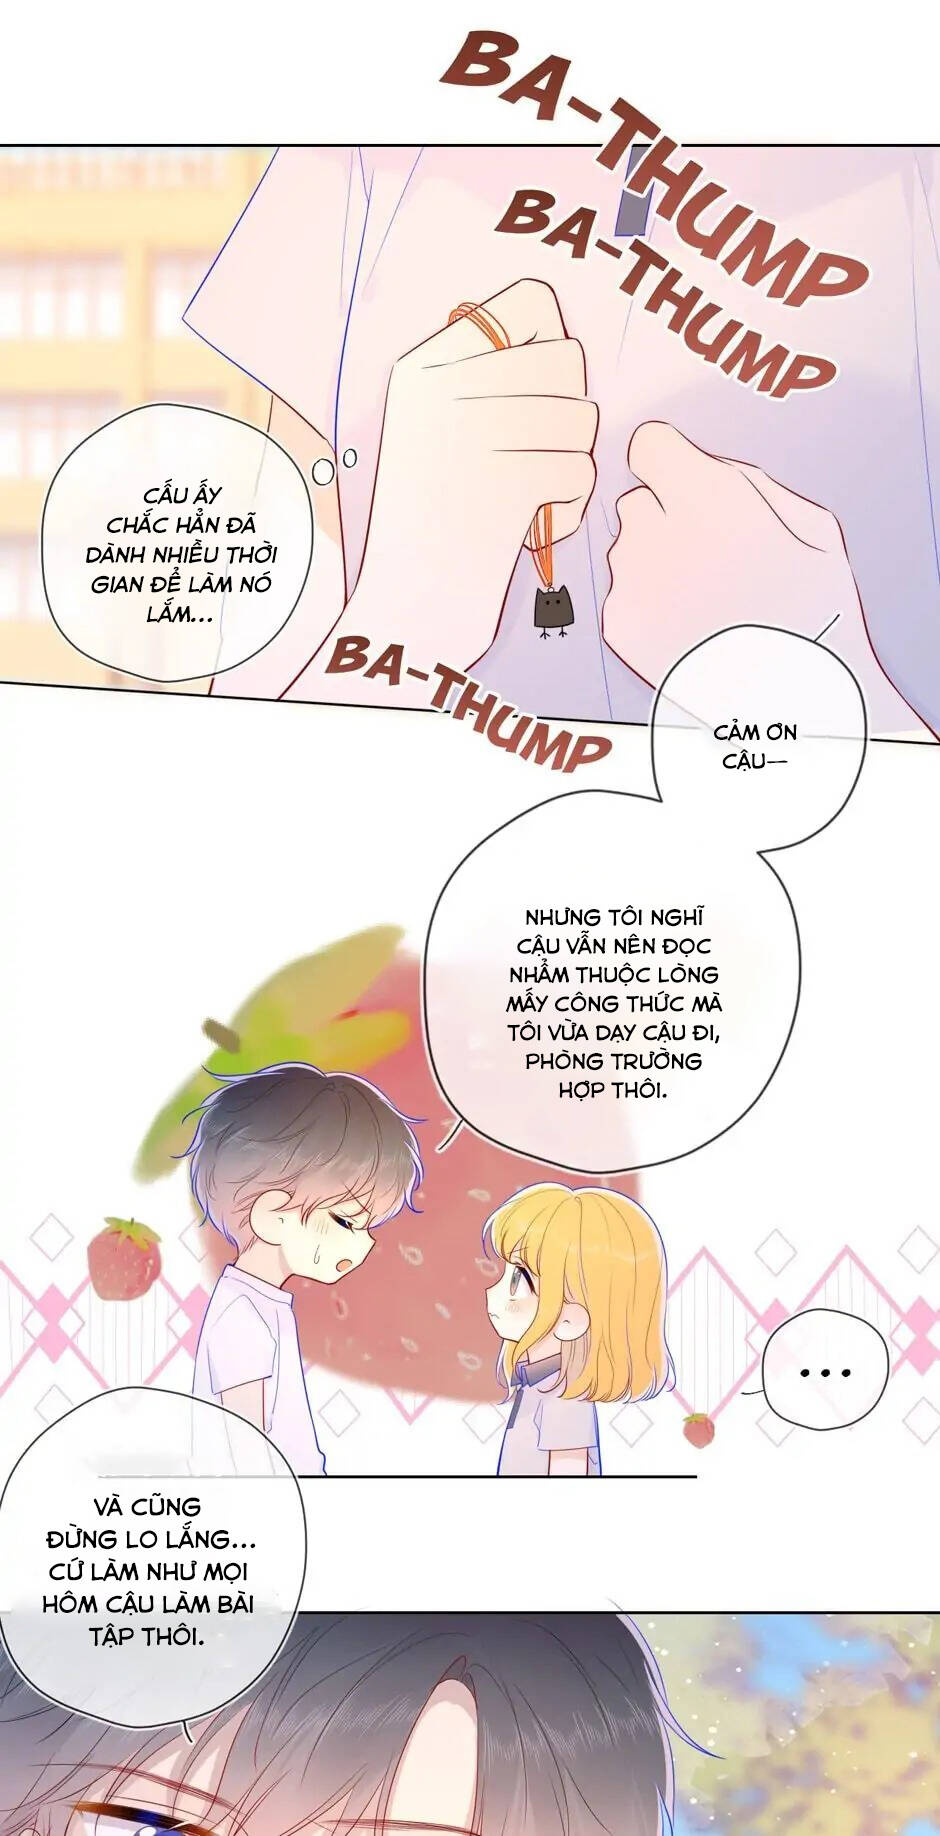 BA-THUMP
BA-THUMP
CẤU ẤY
CHẮC HẲN ĐÃ
DÀNH NHIỀU THỜI
GIAN ĐỂ LÀM NÓ
LẮM...
BA-THUMP
CẢM ƠN
CẬU—
NHƯNG TÔI NGHĨ
CẬU VẪN NÊN ĐỌC
NHẨM THUỘC LÒNG
MẤY CÔNG THỨC MÀ
TÔI VỪA DẠY CẬU ĐI,
PHÒNG TRƯỜNG
HỢP THÔI.
...
VÀ CŨNG
ĐỪNG LO LẮNG...
CỨ LÀM NHƯ MỌI
HÔM CẬU LÀM BÀI
TẬP THÔI.